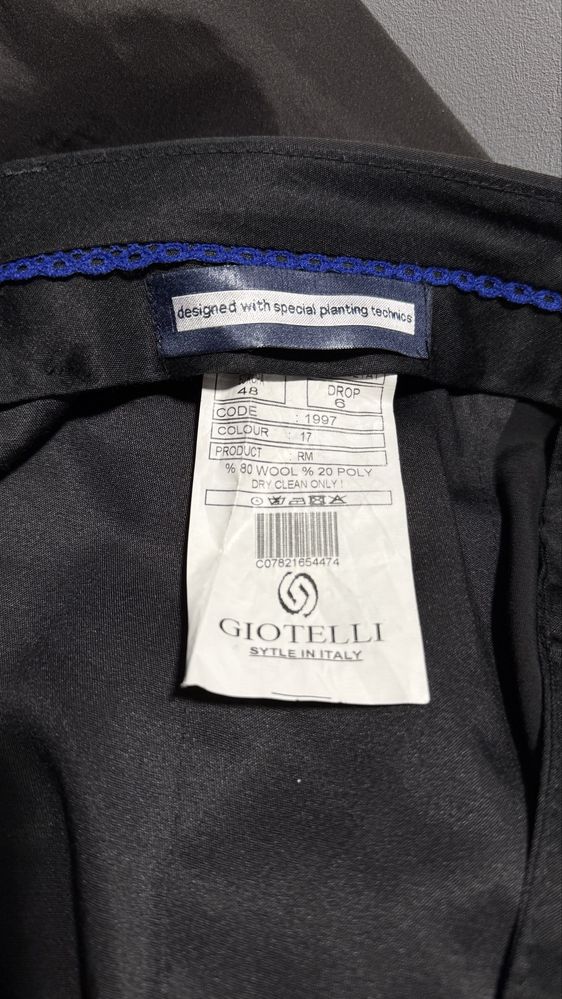 designed with special planting technics
48
DROP
6
CODE : 1997
COLOUR : 17
PRODUCT : RM
% 80 WOOL % 20 POLY
DRY CLEAN ONLY !
C07821654474
GIOTELLI
SYTLE IN ITALY